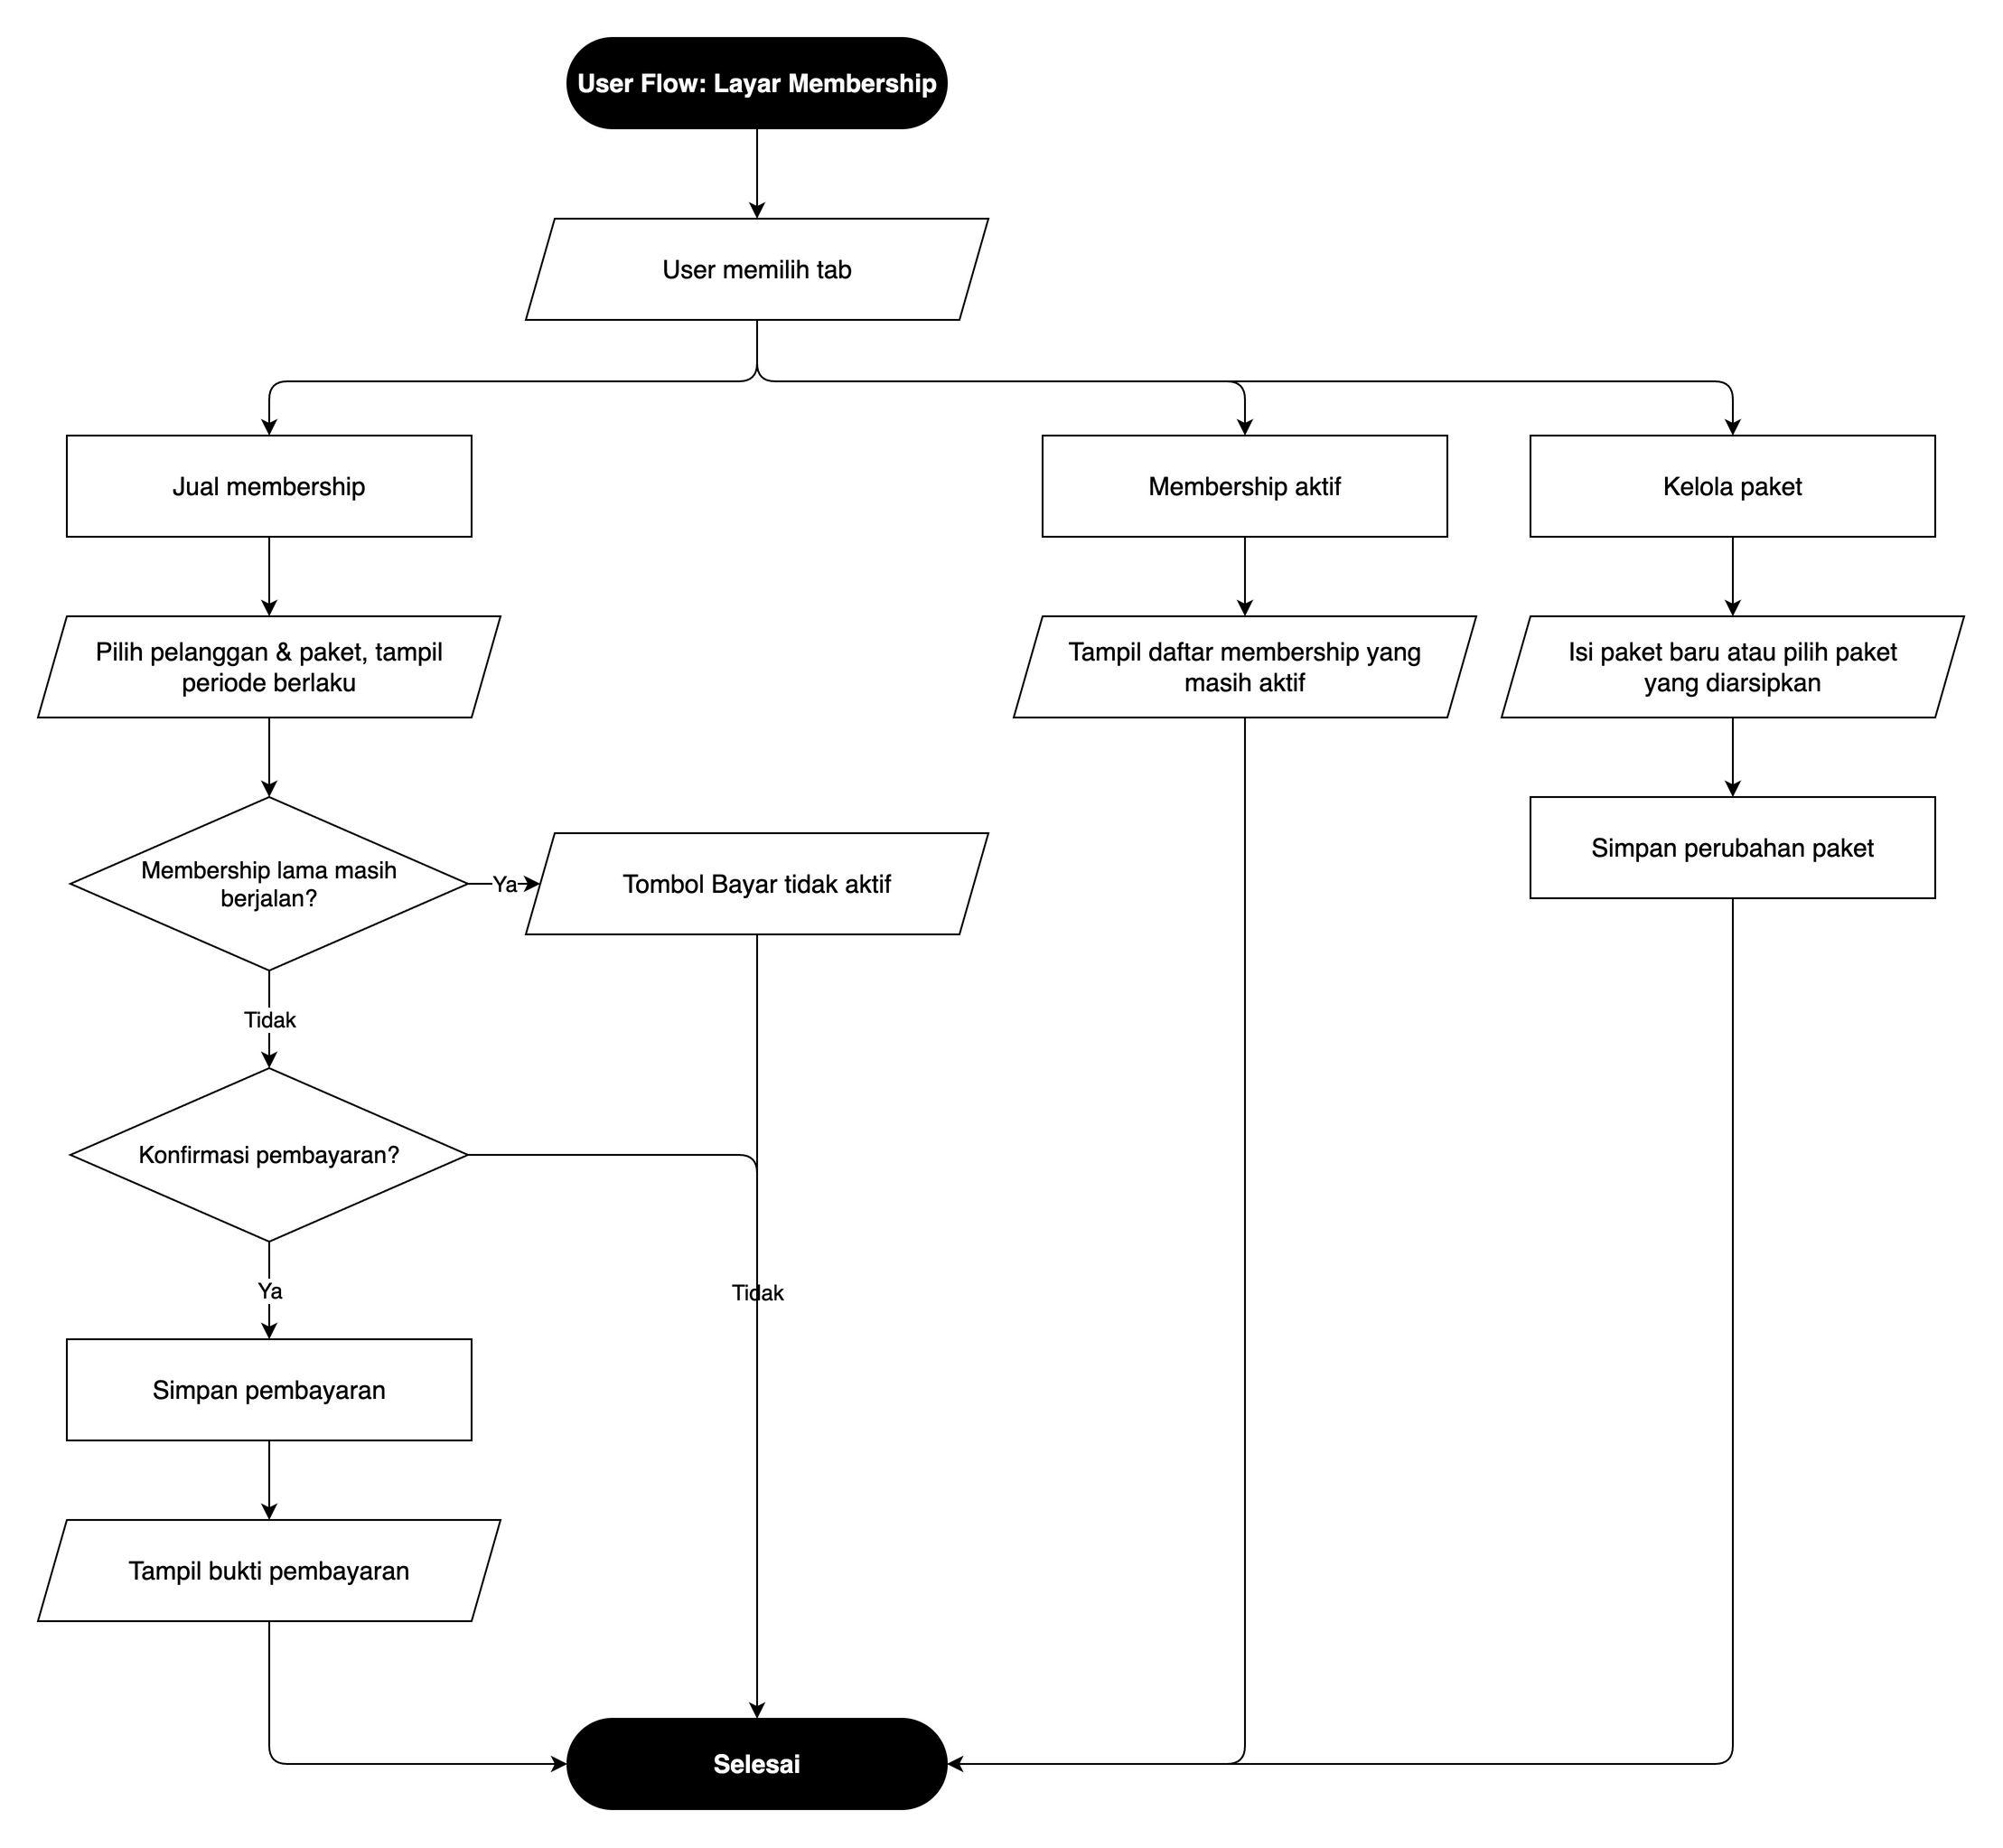 User Flow: Layar Membership
User memilih tab
Jual membership
Membership aktif
Kelola paket
Pilih pelanggan & paket, tampil
periode berlaku
Tampil daftar membership yang
masih aktif
Isi paket baru atau pilih paket
yang diarsipkan
Simpan perubahan paket
Membership lama masih
berjalan?
Ya
Tombol Bayar tidak aktif
Tidak
Konfirmasi pembayaran?
Ya
Tidak
Simpan pembayaran
Tampil bukti pembayaran
Selesai